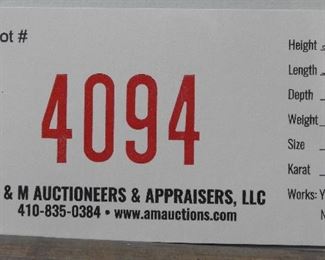 ot #
4094
& M AUCTIONEERS & APPRAISERS, LLC
410-835-0384 • www.amauctions.com
Height
Length
Depth
Weight
Size
Karat
Works: Y
N